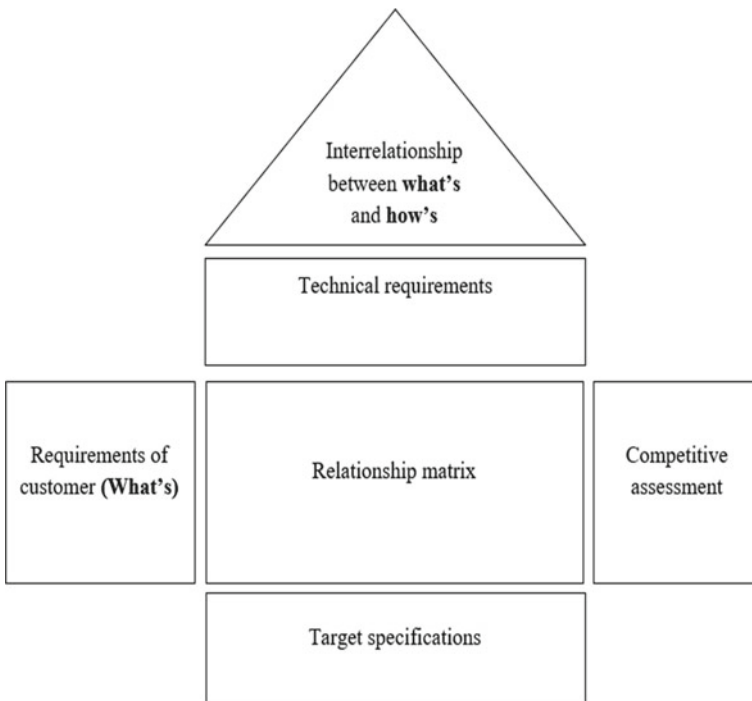 Interrelationship
between what's
and how's
Technical requirements
Requirements of
customer (What's)
Relationship matrix
Competitive
assessment
Target specifications